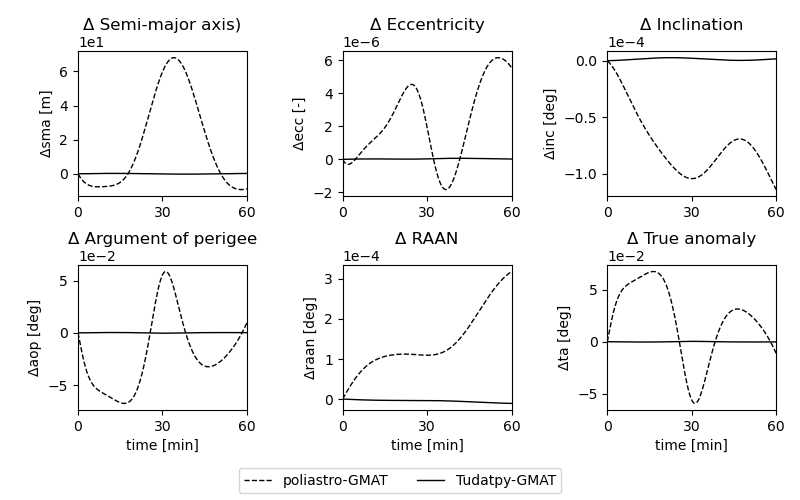 Δ Semi-major axis)
1e1
Δsma [m]
6
4
2
0
0 30 60
Δ Eccentricity
1e−6
Δecc [-]
6
4
2
0
−2
0 30 60
Δ Inclination
1e−4
Δinc [deg]
0.0
−0.5
−1.0
0 30 60
Δ Argument of perigee
1e−2
Δaop [deg]
5
0
−5
0 30 60
time [min]
Δ RAAN
1e−4
Δraan [deg]
3
2
1
0
0 30 60
time [min]
Δ True anomaly
1e−2
Δta [deg]
5
0
−5
0 30 60
time [min]
poliastro-GMAT Tudatpy-GMAT